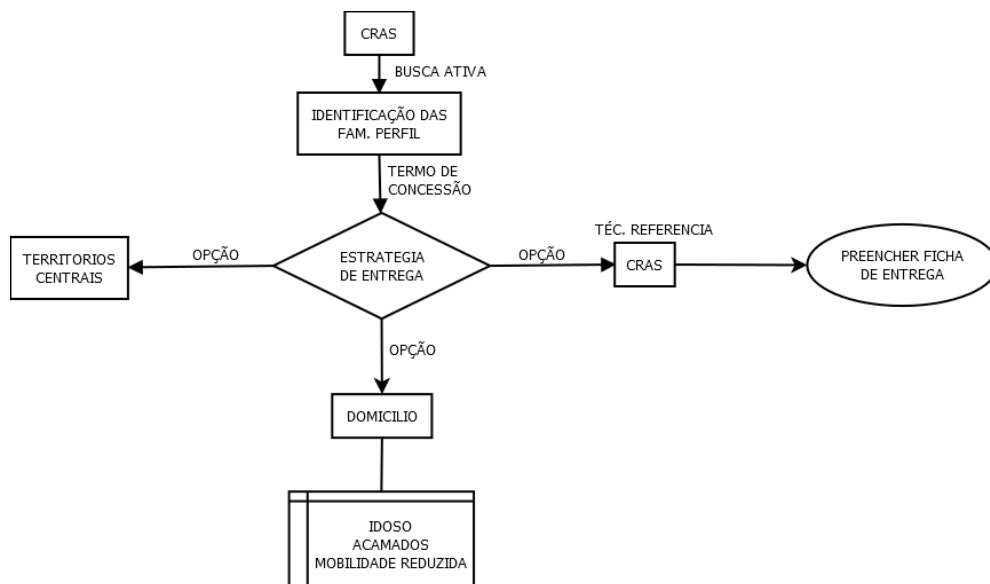 CRAS
BUSCA ATIVA
IDENTIFICAÇÃO DAS
FAM. PERFIL
TERMO DE
CONCESSÃO
TERRITORIOS
CENTRAIS
OPÇÃO
ESTRATEGIA
DE ENTREGA
OPÇÃO
TÉC. REFERENCIA
CRAS
PREENCHER FICHA
DE ENTREGA
OPÇÃO
DOMICILIO
IDOSO
ACAMADOS
MOBILIDADE REDUZIDA